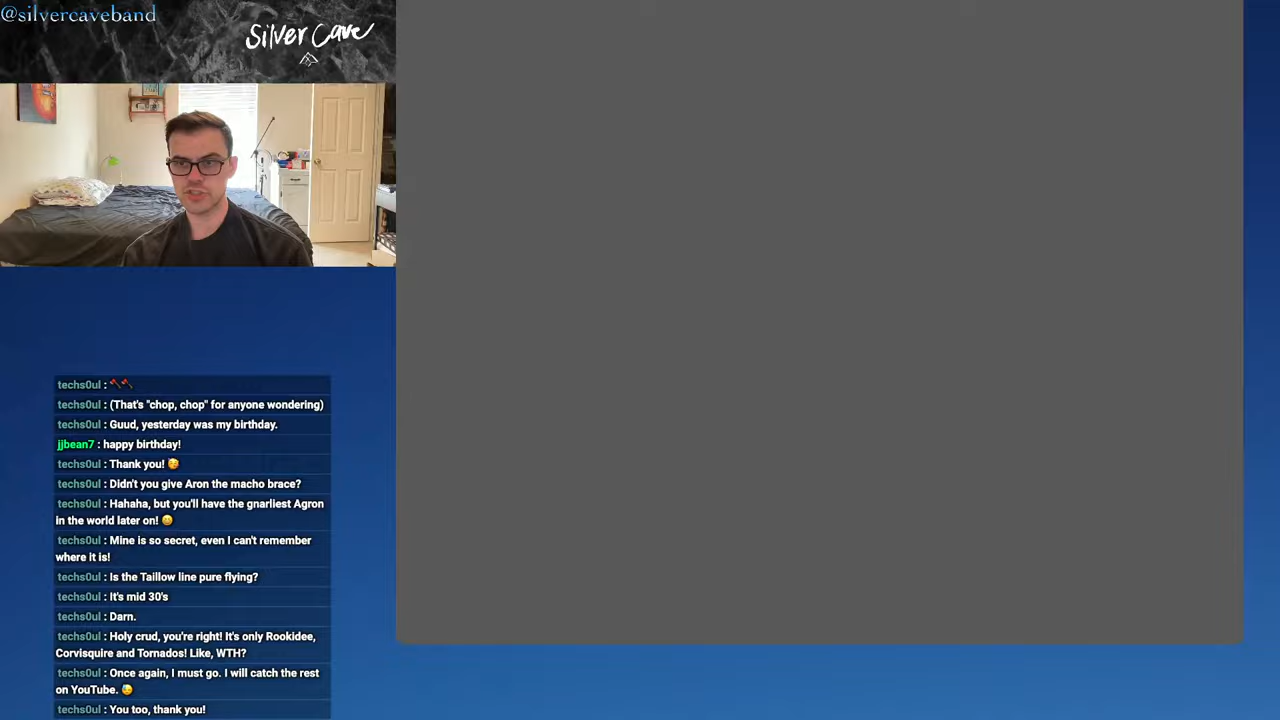 @silvercaveband
Silver Cave
techs0ul : 🪓🪓
techs0ul : (That's "chop, chop" for anyone wondering)
techs0ul : Guud, yesterday was my birthday.
jjbean7 : happy birthday!
techs0ul : Thank you! 🥳
techs0ul : Didn't you give Aron the macho brace?
techs0ul : Hahaha, but you'll have the gnarliest Agron
in the world later on! 😄
techs0ul : Mine is so secret, even I can't remember
where it is!
techs0ul : Is the Taillow line pure flying?
techs0ul : It's mid 30's
techs0ul : Darn.
techs0ul : Holy crud, you're right! It's only Rookidee,
Corvisquire and Tornados! Like, WTH?
techs0ul : Once again, I must go. I will catch the rest
on YouTube. 😓
techs0ul : You too, thank you!